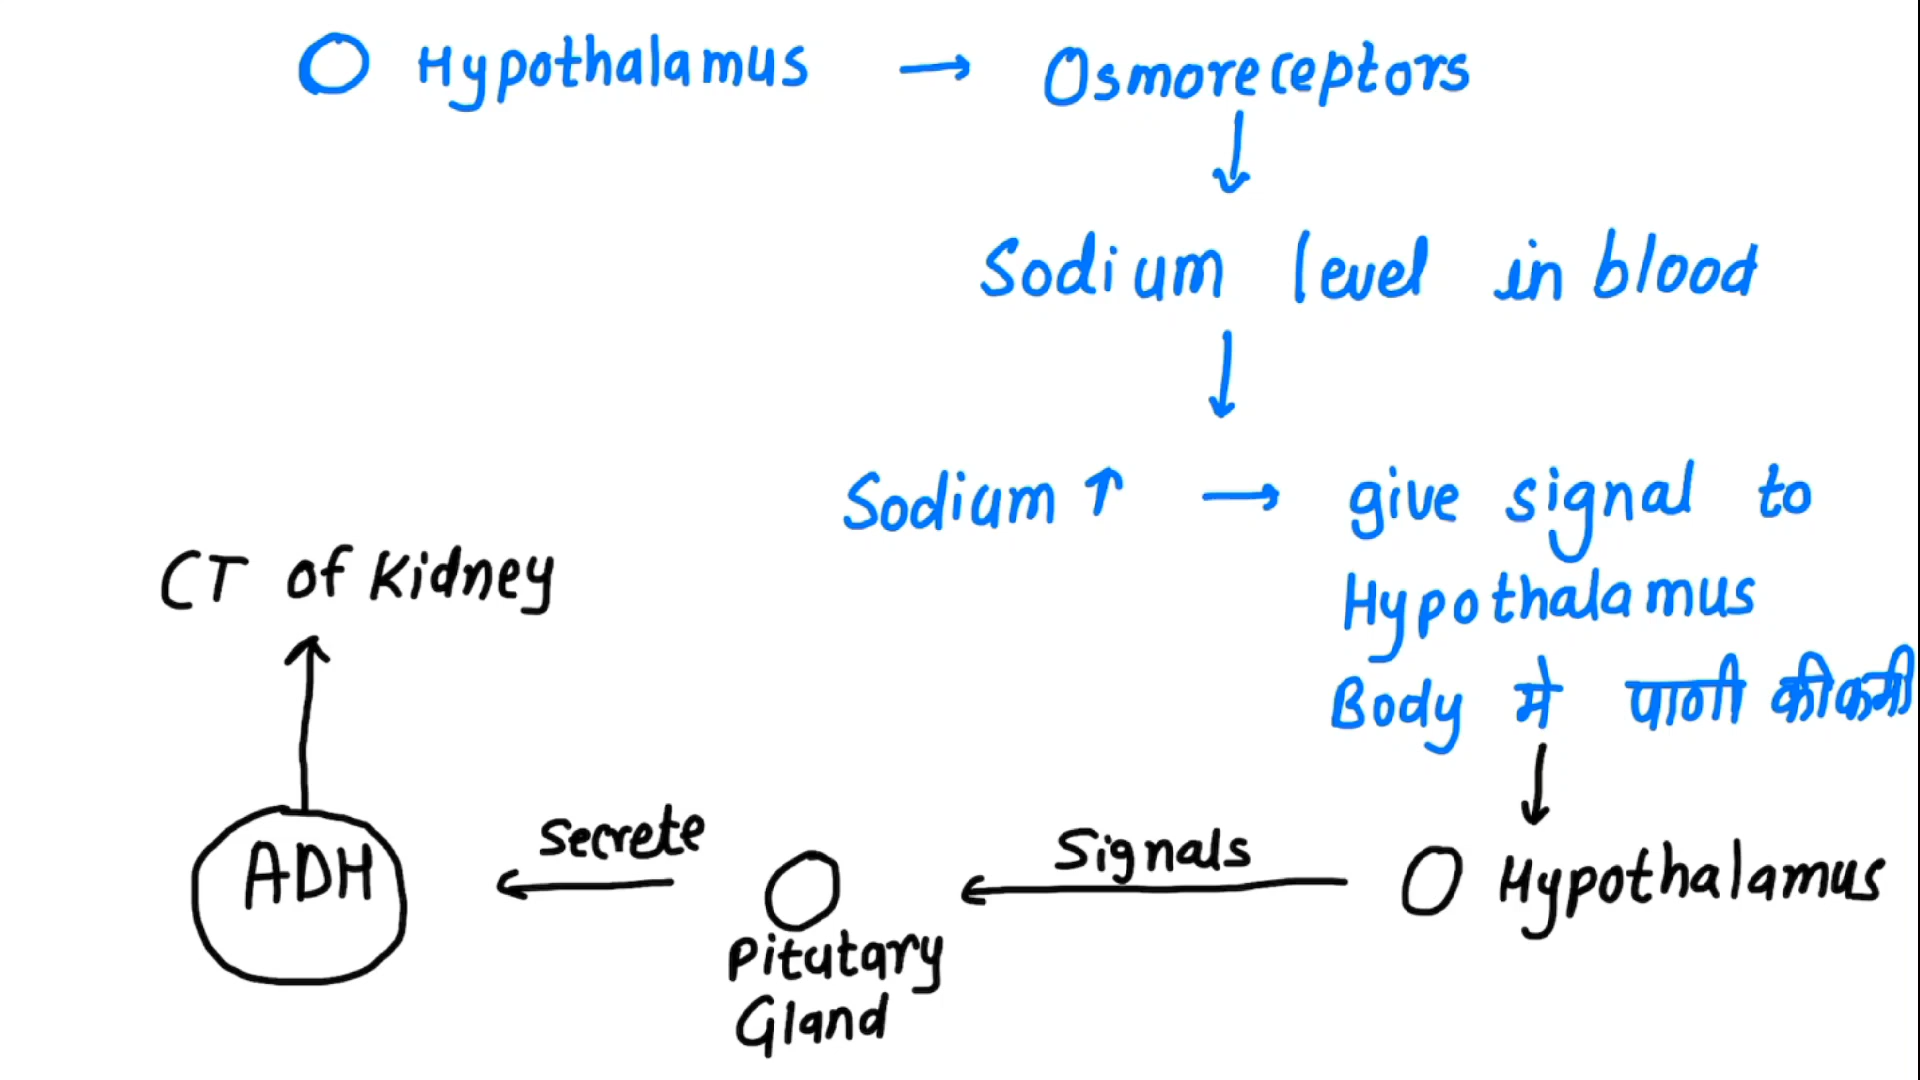 O Hypothalamus → Osmoreceptors
↓
Sodium level in blood
↓
Sodium ↑ → give signal to
Hypothalamus
Body मे पाणी की कमी
↓
O Hypothalamus
Signals
←
Pitutary
Gland
Secrete
←
ADH
↑
CT of Kidney